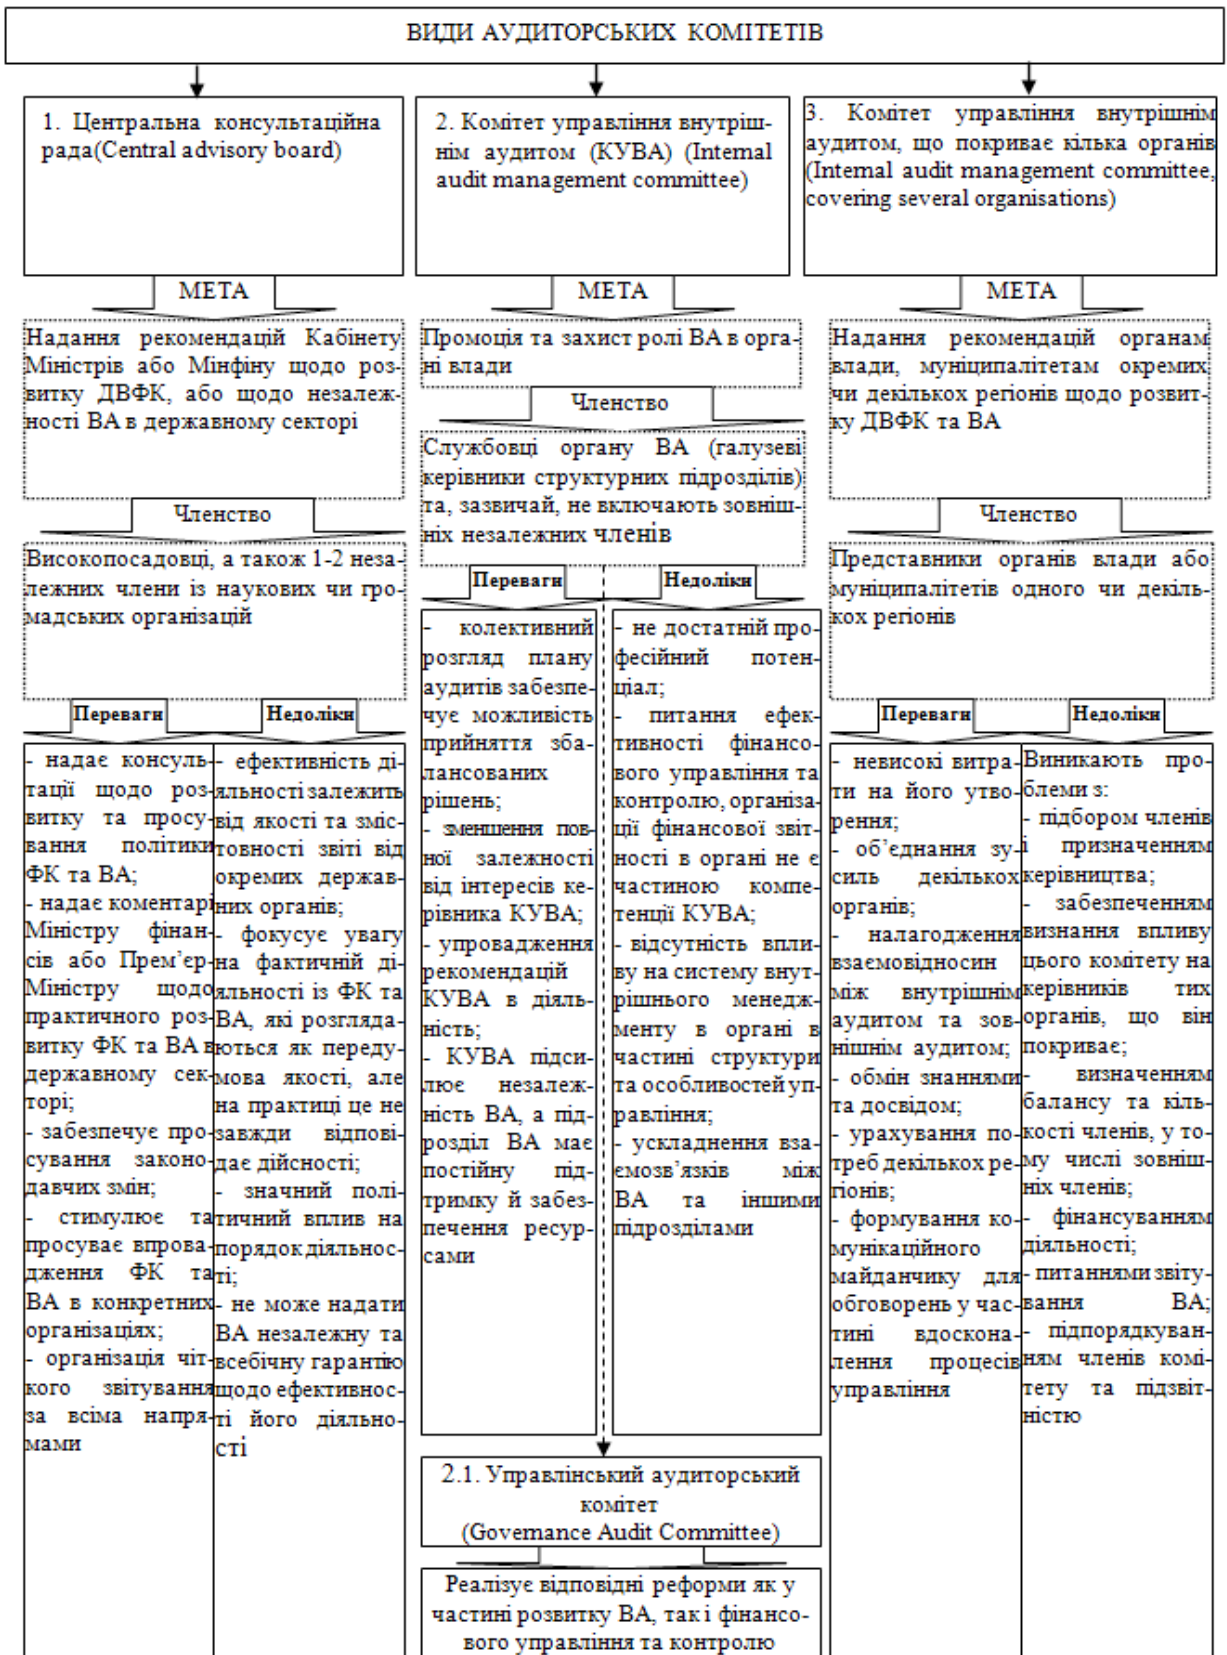 ВИДИ АУДИТОРСЬКИХ КОМІТЕТІВ
1. Центральна консультаційна
рада(Central advisory board)
МЕТА
Надання рекомендацій Кабінету
Міністрів або Мінфіну щодо роз-
витку ДВФК, або щодо незалеж-
ності ВА в державному секторі
Членство
Високопосадовці, а також 1-2 неза-
лежних члени із наукових чи гро-
мадських організацій
Переваги
- надає консуль-
тації щодо роз-
витку та просу-
вання політики
ФК та ВА;
- надає коментарі
Міністру фінан-
сів або Прем’єр-
Міністру щодо
практичного роз-
витку ФК та ВА в
державному сек-
торі;
- забезпечує про-
сування законо-
давчих змін;
- стимулює та
просуває впрова-
дження ФК та
ВА в конкретних
організаціях;
- організація чіт-
кого звітування
за всіма напря-
мами
Недоліки
- ефективність ді-
яльності залежить
від якості та зміс-
товності звіті від
окремих держав-
них органів;
- фокусує увагу
на фактичній ді-
яльності із ФК та
ВА, які розгляда-
ються як переду-
мова якості, але
на практиці це не
завжди відпові-
дає дійсності;
- значний полі-
тичний вплив на
порядок діяльнос-
ті;
- не може надати
ВА незалежну та
всебічну гарантію
щодо ефективнос-
ті його діяльно-
сті
2. Комітет управління внутріш-
нім аудитом (КУВА) (Internal
audit management committee)
МЕТА
Промоція та захист ролі ВА в орга-
ні влади
Членство
Службовці органу ВА (галузеві
керівники структурних підрозділів)
та, зазвичай, не включають зовніш-
ніх незалежних членів
Переваги
- колективний
розгляд плану
аудитів забезпе-
чує можливість
прийняття зба-
лансованих
рішень;
- зменшення пов-
ної залежності
від інтересів ке-
рівника КУВА;
- упровадження
рекомендацій
КУВА в діяль-
ність;
- КУВА підси-
лює незалеж-
ність ВА, а під-
розділ ВА має
постійну під-
тримку й забез-
печення ресур-
сами
Недоліки
- не достатній про-
фесійний потен-
ціал;
- питання ефек-
тивності фінансо-
вого управління та
контролю, організа-
ції фінансової звіт-
ності в органі не є
частиною компе-
тенції КУВА;
- відсутність впли-
ву на систему внут-
рішнього менедж-
менту в органі в
частині структури
та особливостей уп-
равління;
- ускладнення вза-
ємозв’язків між
ВА та іншими
підрозділами
2.1. Управлінський аудиторський
комітет
(Governance Audit Committee)
Реалізує відповідні реформи як у
частині розвитку ВА, так і фінансо-
вого управління та контролю
3. Комітет управління внутрішнім
аудитом, що покриває кілька органів
(Internal audit management committee,
covering several organisations)
МЕТА
Надання рекомендацій органам
влади, муніципалітетам окремих
чи декількох регіонів щодо розвит-
ку ДВФК та ВА
Членство
Представники органів влади або
муніципалітетів одного чи декіль-
кох регіонів
Переваги
- невисокі витра-
ти на його утво-
рення;
- об’єднання зу-
силь декількох
органів;
- налагодження
взаємовідносин
між внутрішнім
аудитом та зов-
нішнім аудитом;
- обмін знаннями
та досвідом;
- урахування по-
треб декількох ре-
гіонів;
- формування ко-
мунікаційного
майданчику для
обговорень у час-
тині вдоскона-
лення процесів
управління
Недоліки
Виникають про-
блеми з:
- підбором членів
і призначенням
керівництва;
- забезпеченням
визнання впливу
цього комітету на
керівників тих
органів, що він
покриває;
- визначенням
балансу та кіль-
кості членів, у то-
му числі зовніш-
ніх членів;
- фінансуванням
діяльності;
- питаннями звіту-
вання ВА;
- підпорядкуван-
ням членів комі-
тету та підзвіт-
ністю